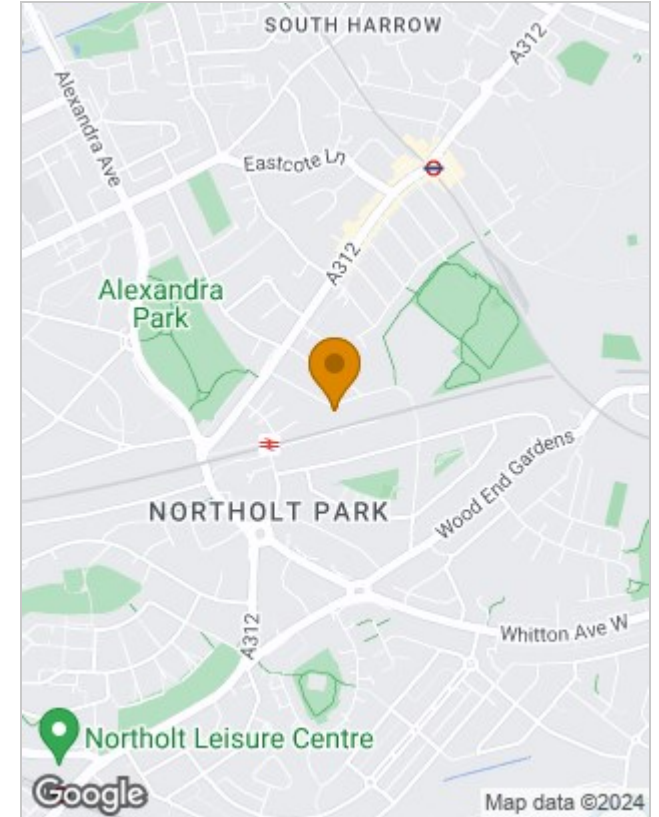 SOUTH HARROW
A312
Alexandra Ave
Eastcote Ln
A312
Alexandra
Park
Wood End Gardens
NORTHOLT PARK
A312
Whitton Ave W
Northolt Leisure Centre
Google
Map data ©2024